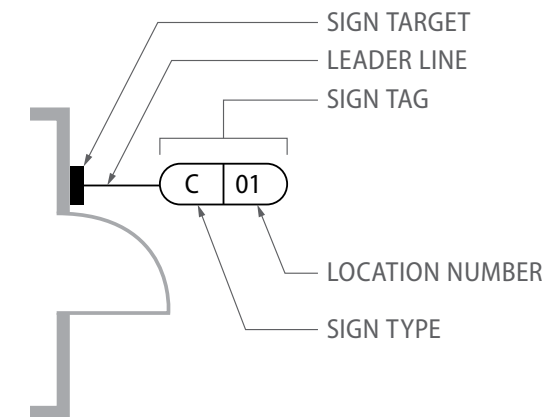 SIGN TARGET
LEADER LINE
SIGN TAG
C 01
LOCATION NUMBER
SIGN TYPE